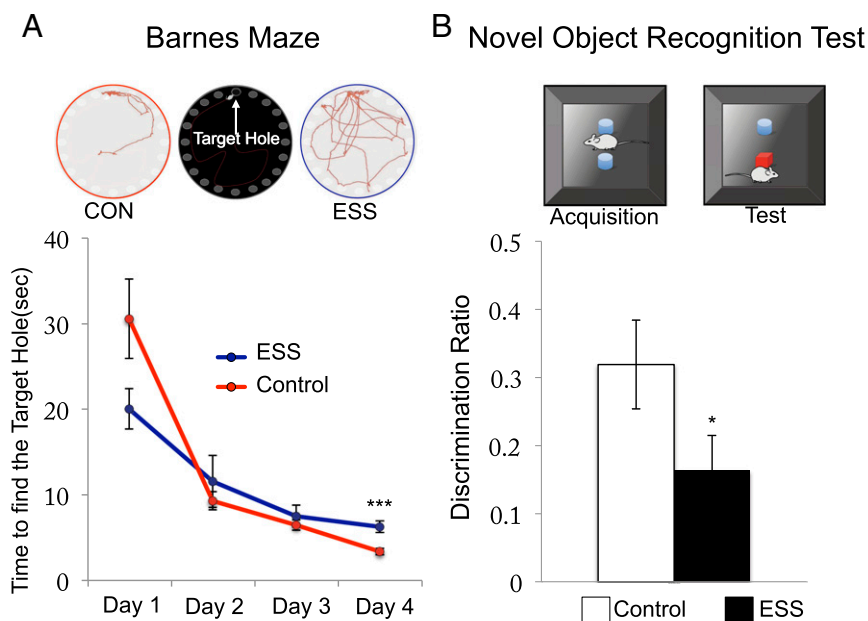 A
Barnes Maze
Target Hole
CON
ESS
Time to find the Target Hole(sec)
40
30
20
10
0
ESS
Control
***
Day 1
Day 2
Day 3
Day 4
B
Novel Object Recognition Test
Acquisition
Test
Discrimination Ratio
0.5
0.4
0.3
0.2
0.1
0
*
Control
ESS